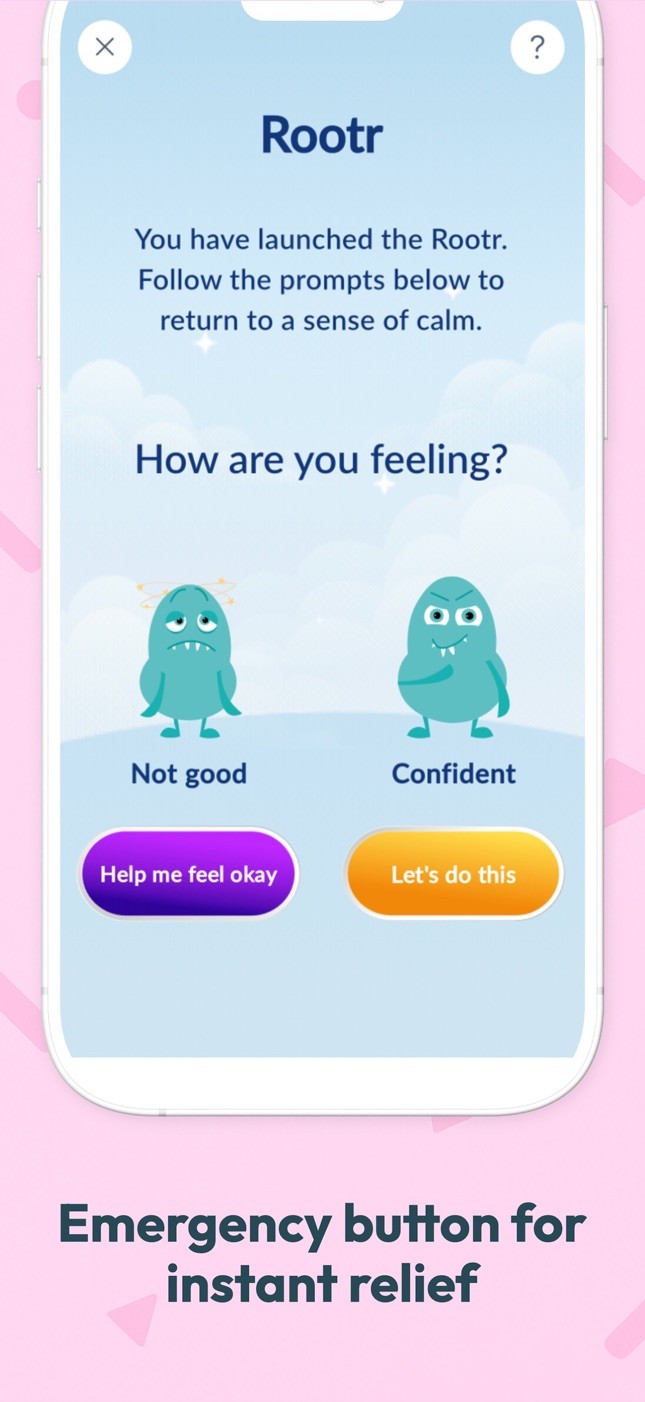 ?
Rootr
You have launched the Rootr.
Follow the prompts below to
return to a sense of calm.
How are you feeling?
Not good
Confident
Help me feel okay
Let's do this
Emergency button for
instant relief